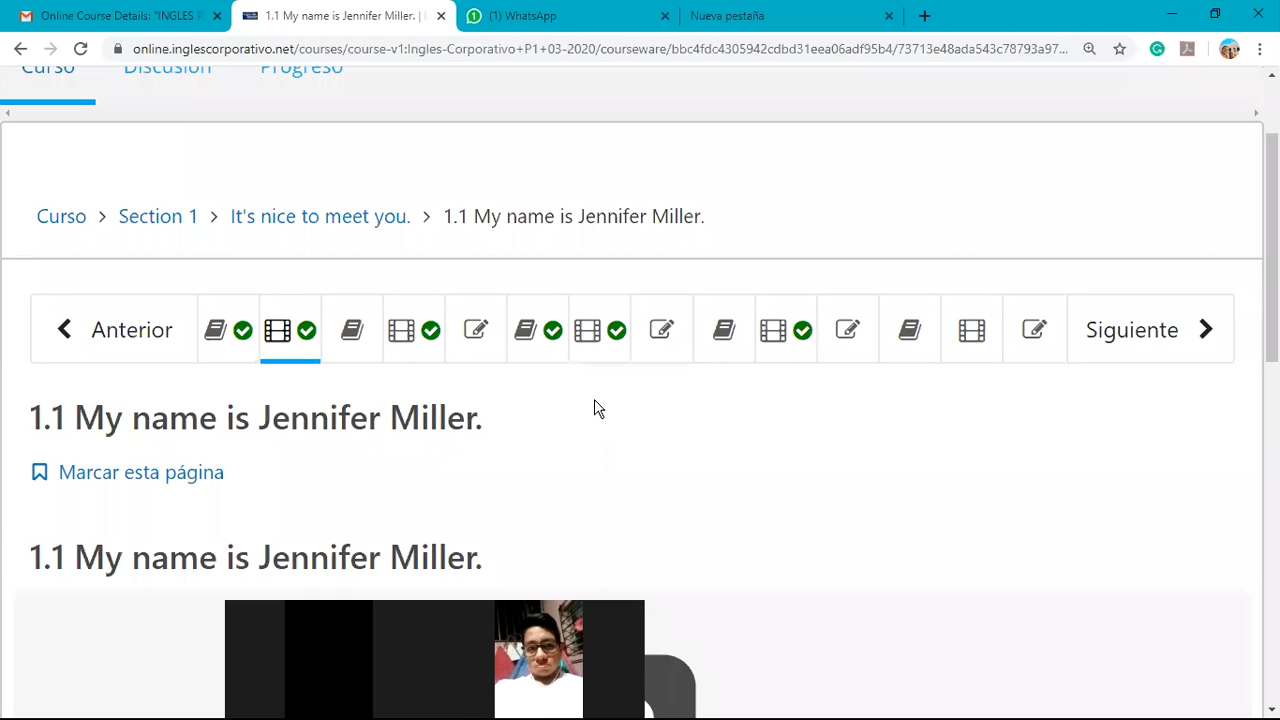 Online Course Details: "INGLES P
1.1 My name is Jennifer Miller. |
(1) WhatsApp
Nueva pestaña
online.inglescorporativo.net/courses/course-v1:Ingles-Corporativo+P1+03-2020/courseware/bbc4fdc4305542cdbd31eea06adf95b4/73713e48ada543c78793a97...
Curso Discusión Progreso
Curso > Section 1 > It's nice to meet you. > 1.1 My name is Jennifer Miller.
Anterior
Siguiente
1.1 My name is Jennifer Miller.
Marcar esta página
1.1 My name is Jennifer Miller.